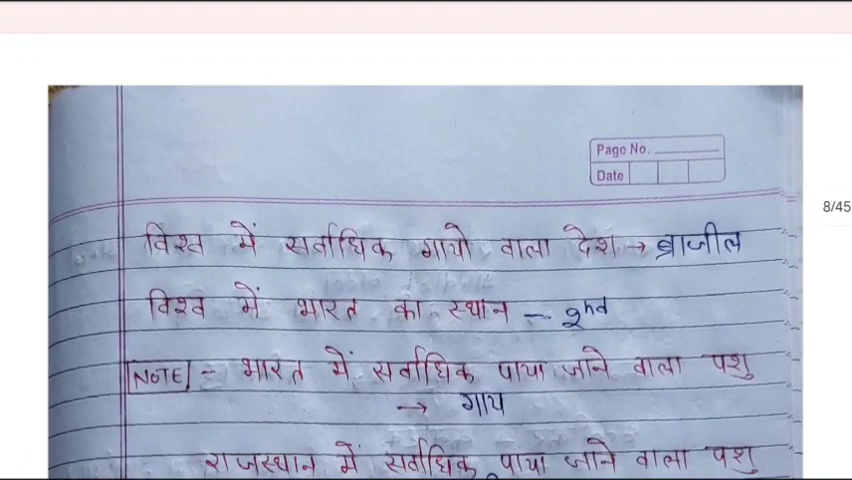 Page No.
Date
8/45
विश्व में सर्वाधिक गायो वाला देश → ब्राजील
विश्व में भारत का स्थान - 2nd
NOTE - भारत में सर्वाधिक पाया जाने वाला पशु
→ गाय
राजस्थान में सर्वाधिक पाया जाने वाला पशु